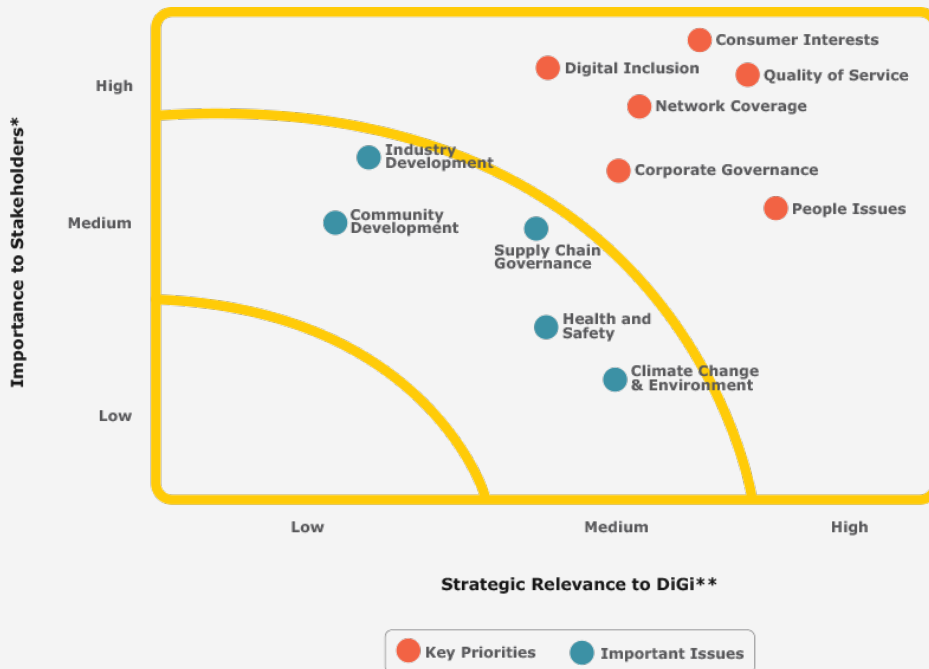 Importance to Stakeholders*
High
Medium
Low
Consumer Interests
Digital Inclusion
Quality of Service
Network Coverage
Industry
Development
Corporate Governance
People Issues
Community
Development
Supply Chain
Governance
Health and
Safety
Climate Change
& Environment
Low
Medium
High
Strategic Relevance to DiGi**
Key Priorities
Important Issues